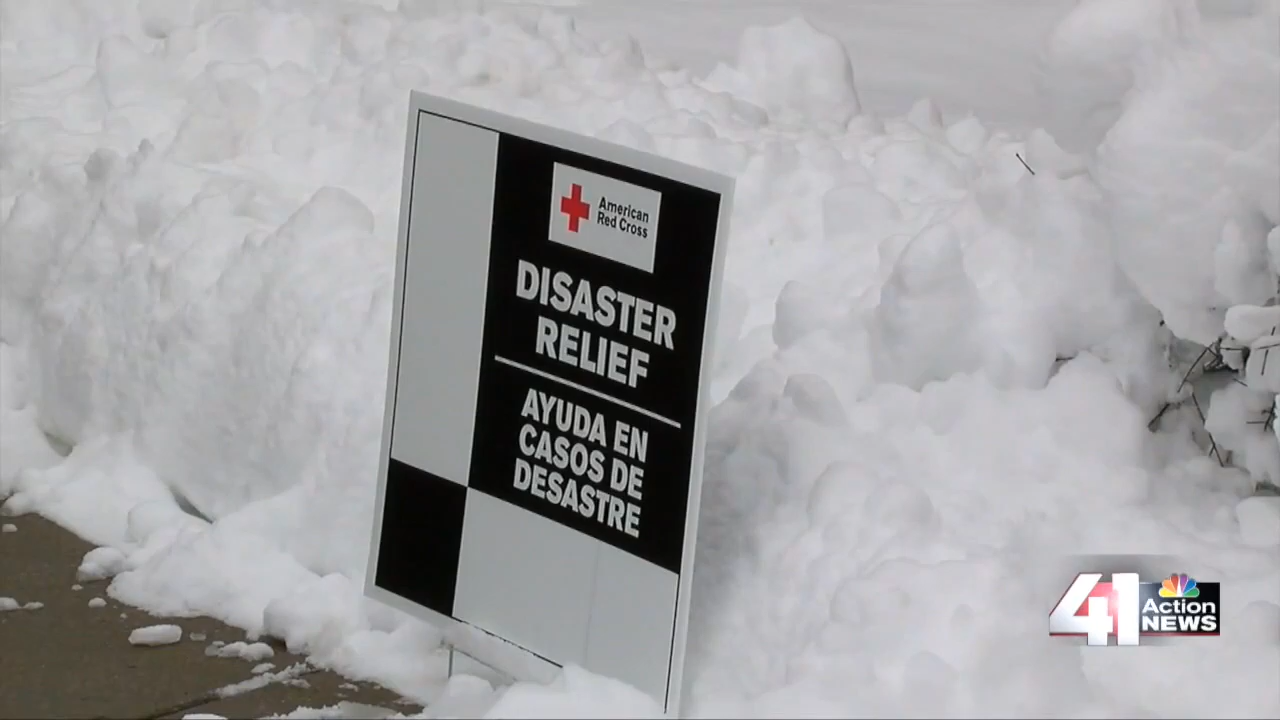 American
Red Cross
DISASTER
RELIEF
AYUDA EN
CASOS DE
DESASTRE
41 Action
NEWS